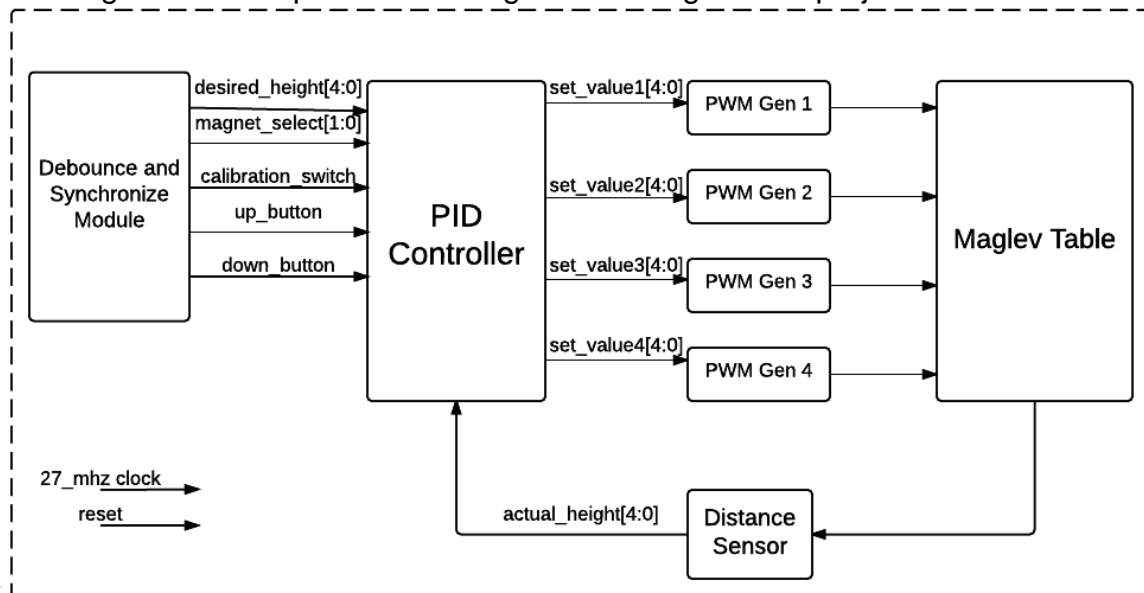 desired_height[4:0]
magnet_select[1:0]
calibration_switch
up_button
down_button
Debounce and
Synchronize
Module
PID
Controller
set_value1[4:0]
set_value2[4:0]
set_value3[4:0]
set_value4[4:0]
PWM Gen 1
PWM Gen 2
PWM Gen 3
PWM Gen 4
Maglev Table
27_mhz clock
reset
actual_height[4:0]
Distance
Sensor